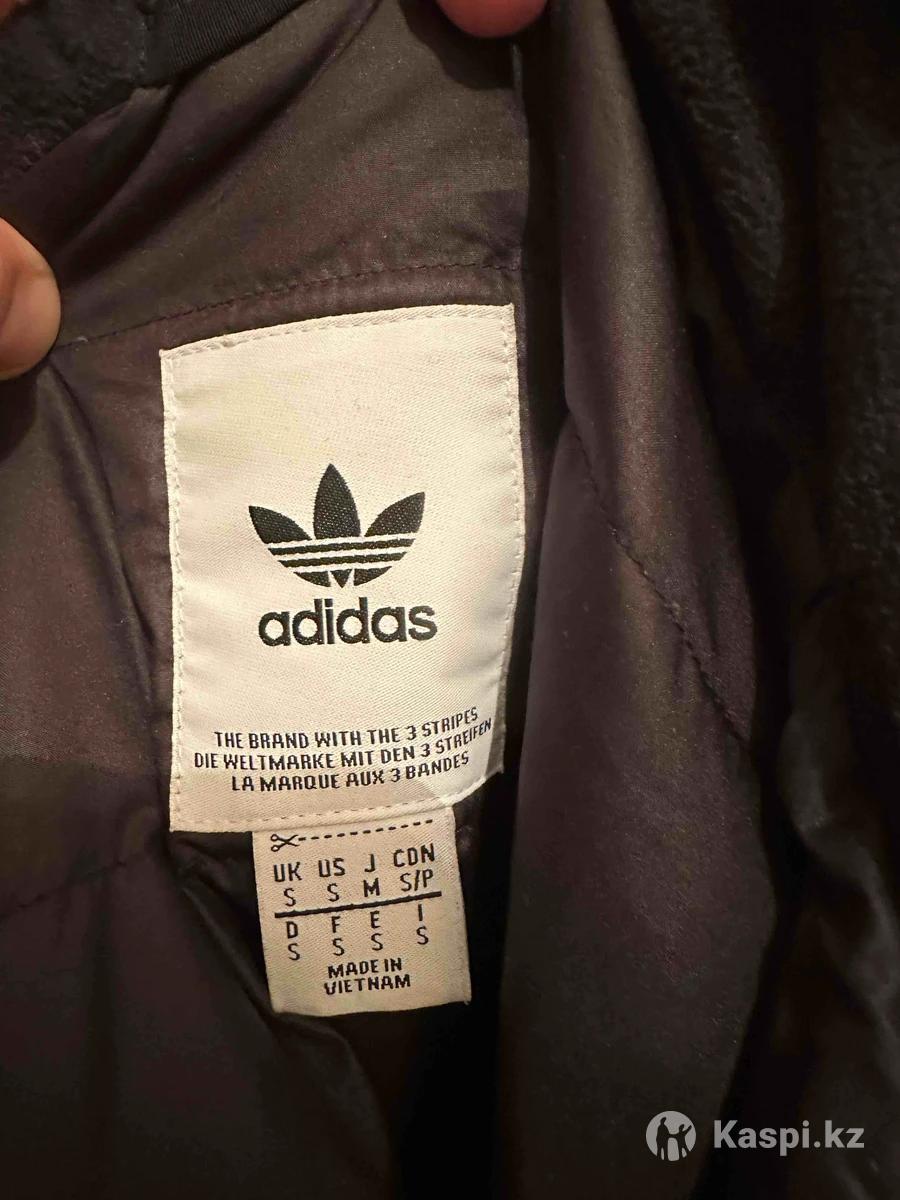 adidas
THE BRAND WITH THE 3 STRIPES
DIE WELTMARKE MIT DEN 3 STREIFEN
LA MARQUE AUX 3 BANDES
UK US J CDN
S S M S/P
D F E I
S S S S
MADE IN
VIETNAM
Kaspi.kz